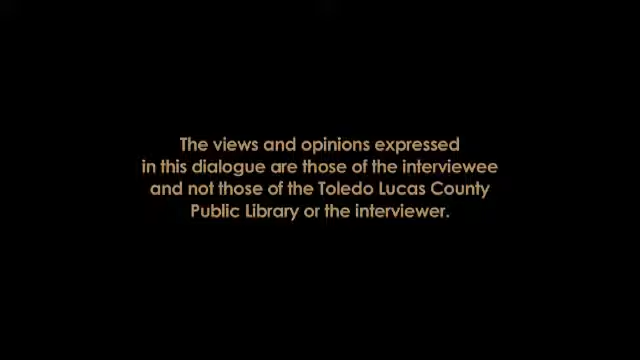 The views and opinions expressed
in this dialogue are those of the interviewee
and not those of the Toledo Lucas County
Public Library or the interviewer.